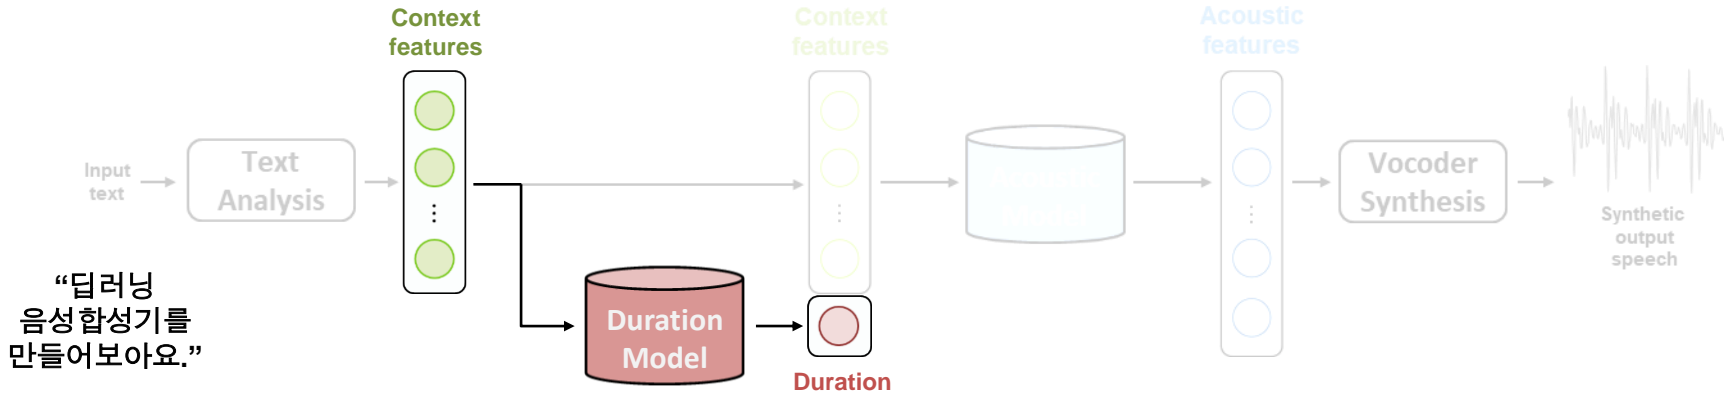 Context
features
Context
features
Acoustic
features
Input
text
Text
Analysis
⋮
⋮
⋮
Vocoder
Synthesis
Synthetic
output
speech
“딥러닝
음성합성기를
만들어보아요.”
Duration
Model
Duration